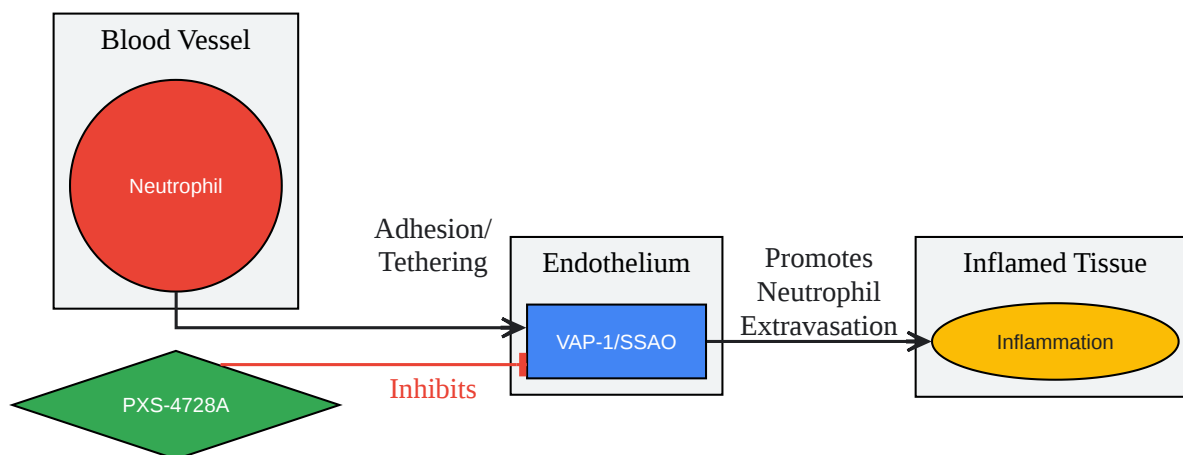 Blood Vessel
Neutrophil
Adhesion/
Tethering
Endothelium
VAP-1/SSAO
Promotes
Neutrophil
Extravasation
Inflamed Tissue
Inflammation
PXS-4728A
Inhibits